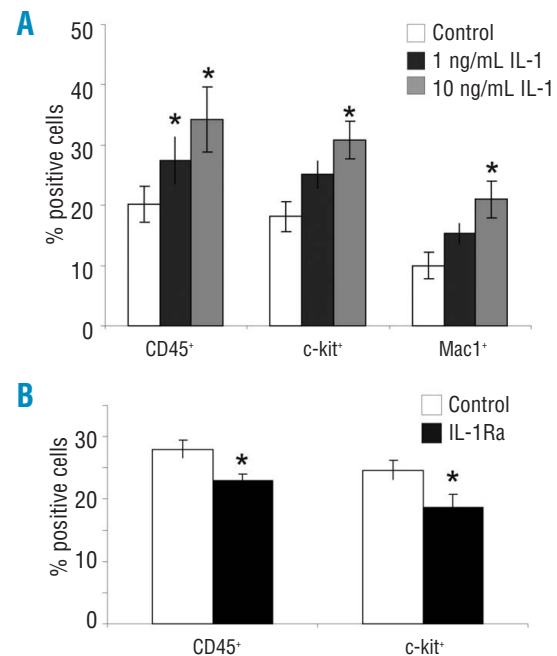 A
50
40
30
20
10
0
% positive cells
Control
1 ng/mL IL-1
10 ng/mL IL-1
* * * *
CD45⁺ c-kit⁺ Mac1⁺
B
30
20
10
0
% positive cells
Control
IL-1Ra
* *
CD45⁺ c-kit⁺